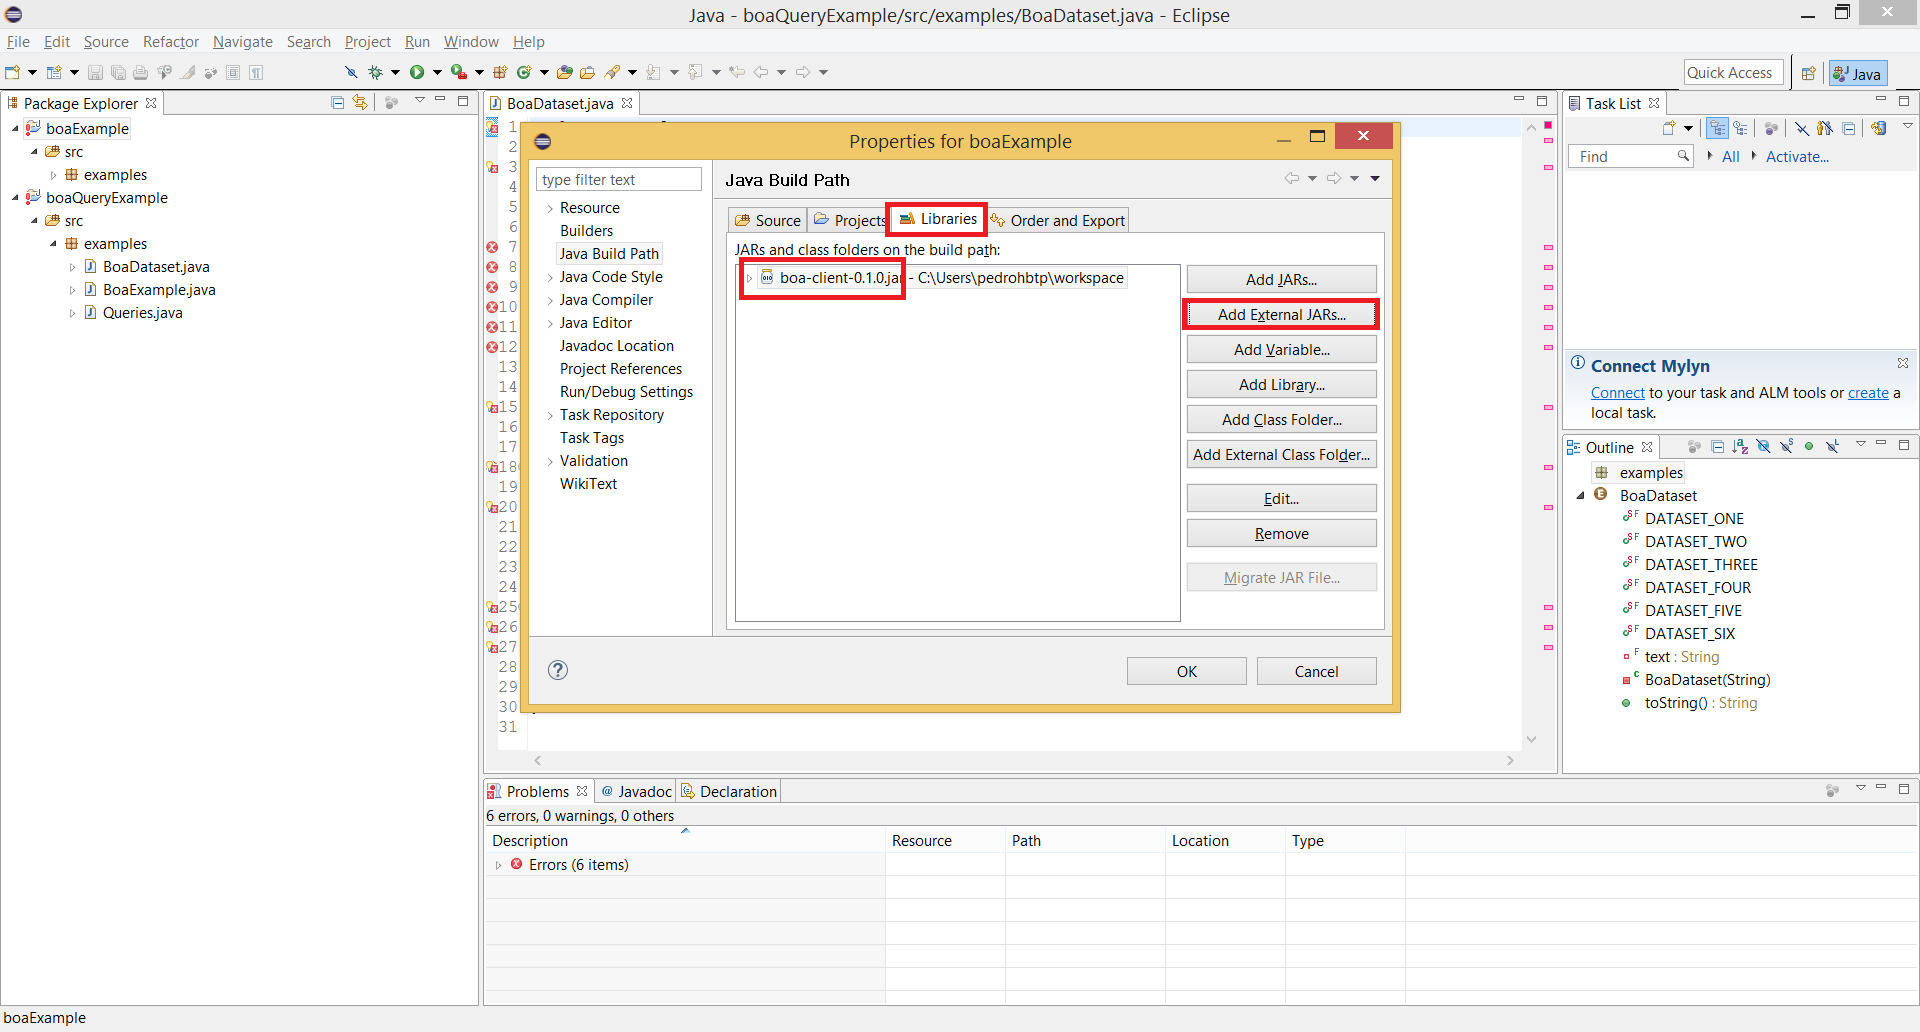 Java - boaQueryExample/src/examples/BoaDataset.java - Eclipse
File Edit Source Refactor Navigate Search Project Run Window Help
Quick Access
Java
Package Explorer
boaExample
src
examples
boaQueryExample
src
examples
BoaDataset.java
BoaExample.java
Queries.java
BoaDataset.java
1
2
3
4
5
6
7
8
9
10
11
12
13
14
15
16
17
18
19
20
21
22
23
24
25
26
27
28
29
30
31
Properties for boaExample
type filter text
Resource
Builders
Java Build Path
Java Code Style
Java Compiler
Java Editor
Javadoc Location
Project References
Run/Debug Settings
Task Repository
Task Tags
Validation
WikiText
Java Build Path
Source Projects Libraries Order and Export
JARs and class folders on the build path:
boa-client-0.1.0.jar - C:\Users\pedrohbtp\workspace
Add JARs...
Add External JARs...
Add Variable...
Add Library...
Add Class Folder...
Add External Class Folder...
Edit...
Remove
Migrate JAR File...
OK Cancel
Task List
Find All Activate...
Connect Mylyn
Connect to your task and ALM tools or create a
local task.
Outline
examples
BoaDataset
DATASET_ONE
DATASET_TWO
DATASET_THREE
DATASET_FOUR
DATASET_FIVE
DATASET_SIX
text : String
BoaDataset(String)
toString() : String
Problems @ Javadoc Declaration
6 errors, 0 warnings, 0 others
Description Resource Path Location Type
Errors (6 items)
boaExample